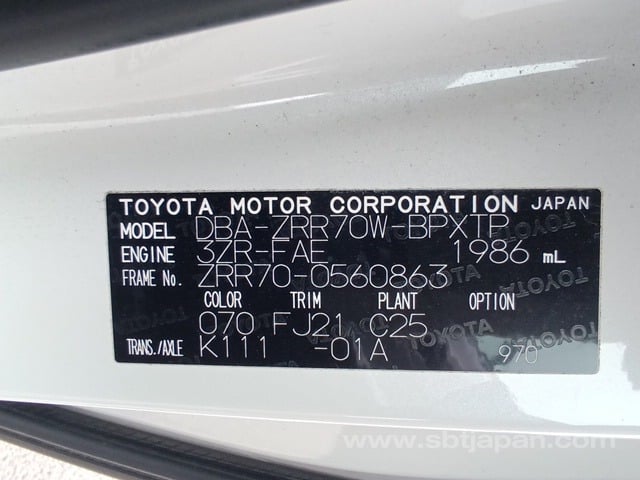 TOYOTA MOTOR CORPORATION JAPAN
MODEL DBA-ZRR70W-BPXTP
ENGINE 3ZR-FAE 1986 mL
FRAME No. ZRR70-0560863
COLOR TRIM PLANT OPTION
070 FJ21 C25
TRANS./AXLE K111 -01A 970
www.sbtjapan.com